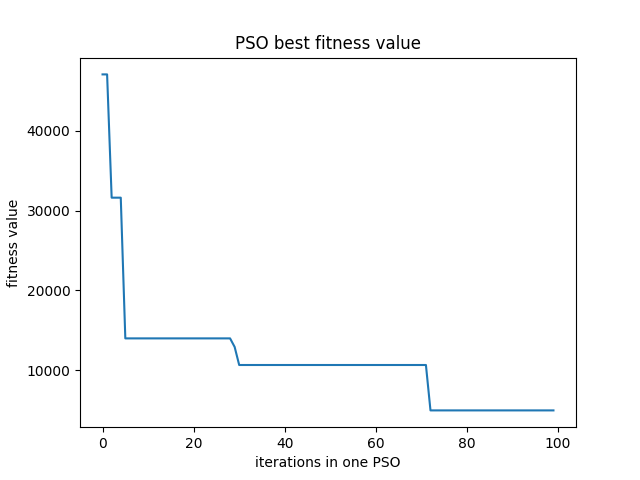 PSO best fitness value
fitness value
40000
30000
20000
10000
0 20 40 60 80 100
iterations in one PSO